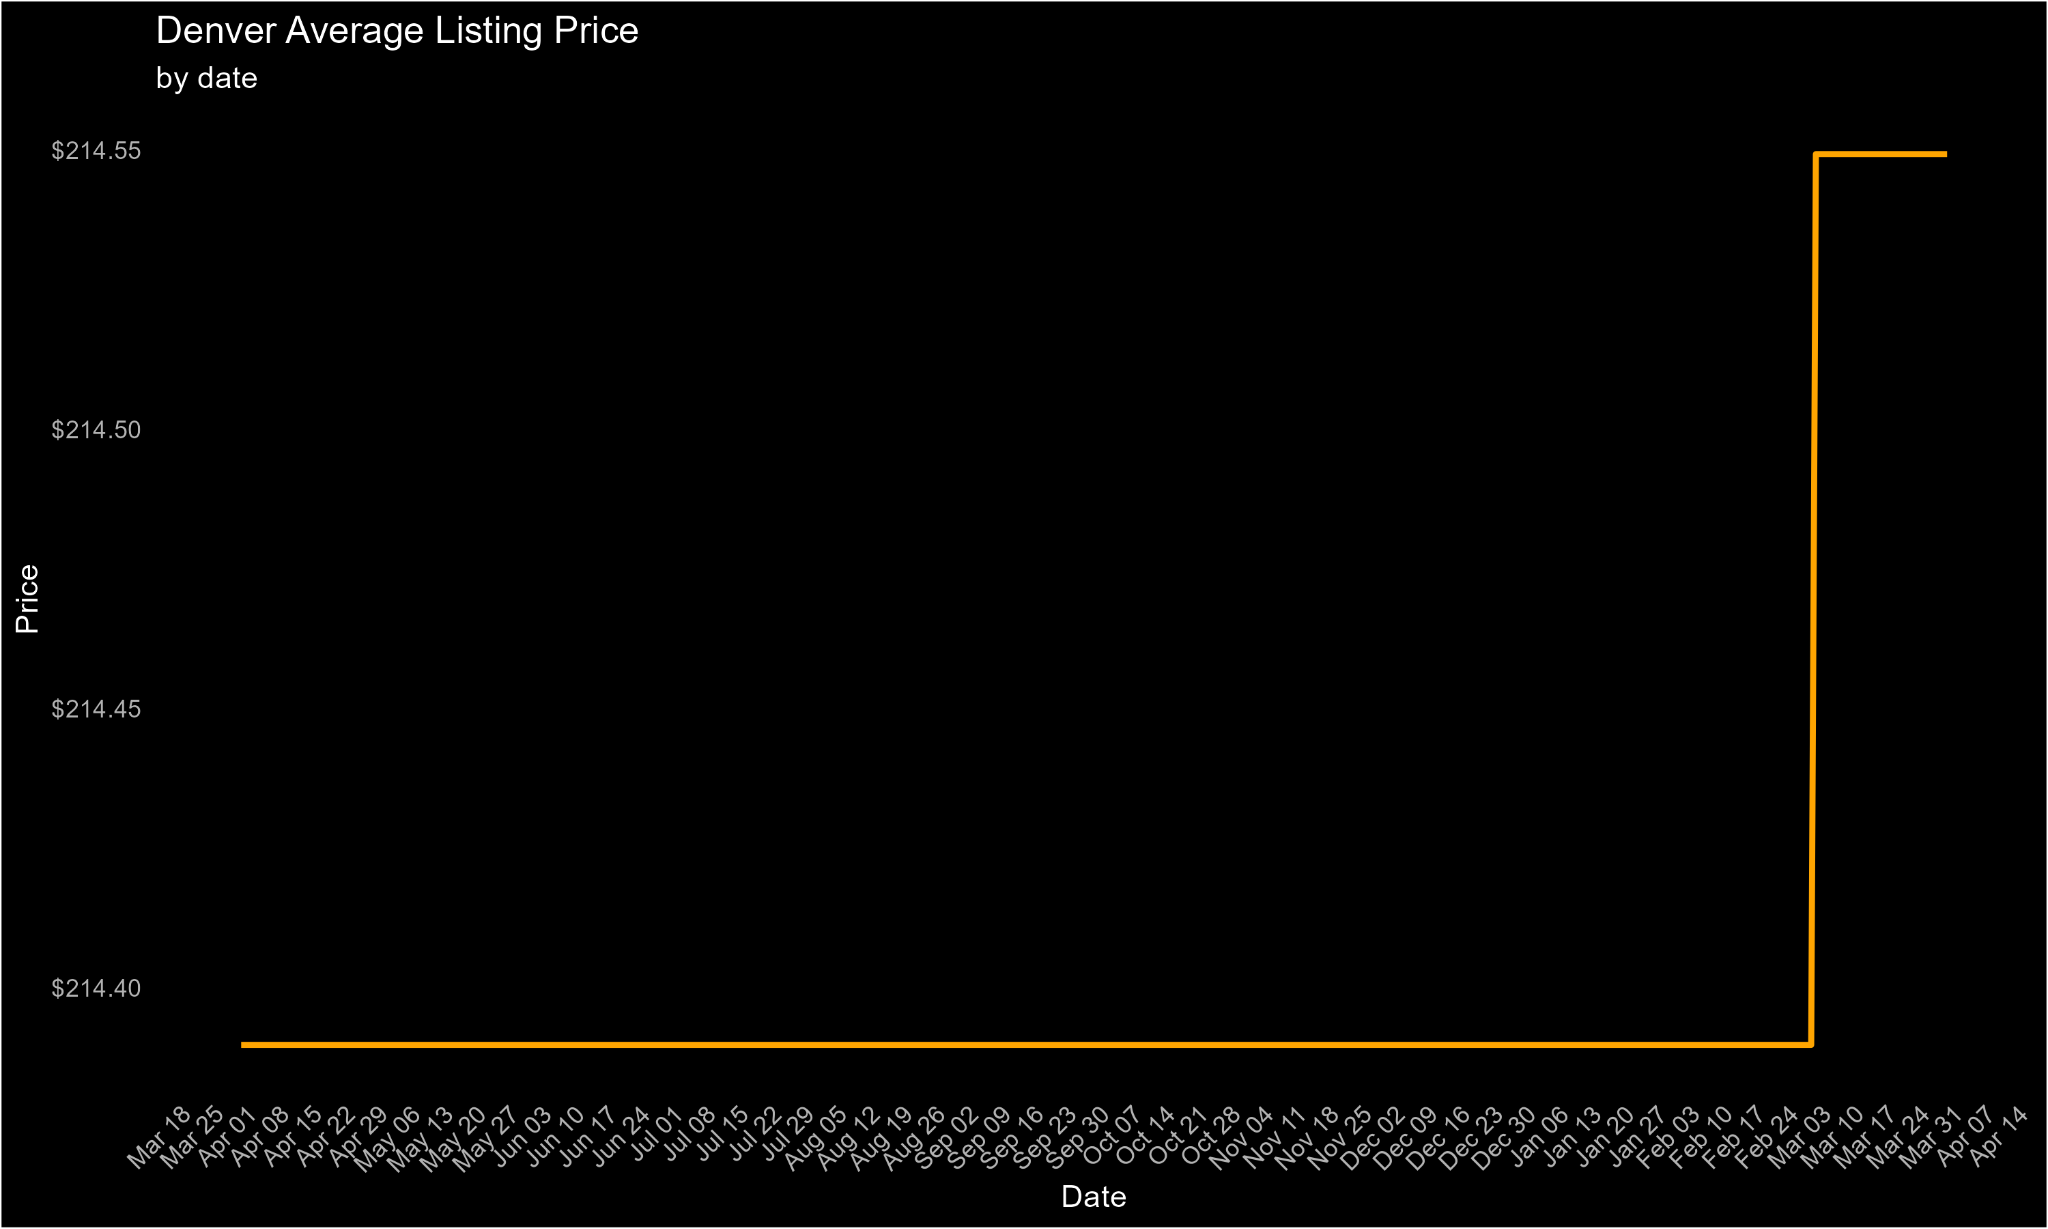 Denver Average Listing Price
by date
$214.55
$214.50
$214.45
$214.40
Price
Mar 18
Mar 25
Apr 01
Apr 08
Apr 15
Apr 22
Apr 29
May 06
May 13
May 20
May 27
Jun 03
Jun 10
Jun 17
Jun 24
Jul 01
Jul 08
Jul 15
Jul 22
Jul 29
Aug 05
Aug 12
Aug 19
Aug 26
Sep 02
Sep 09
Sep 16
Sep 23
Sep 30
Oct 07
Oct 14
Oct 21
Oct 28
Nov 04
Nov 11
Nov 18
Nov 25
Dec 02
Dec 09
Dec 16
Dec 23
Dec 30
Jan 06
Jan 13
Jan 20
Jan 27
Feb 03
Feb 10
Feb 17
Feb 24
Mar 03
Mar 10
Mar 17
Mar 24
Mar 31
Apr 07
Apr 14
Date